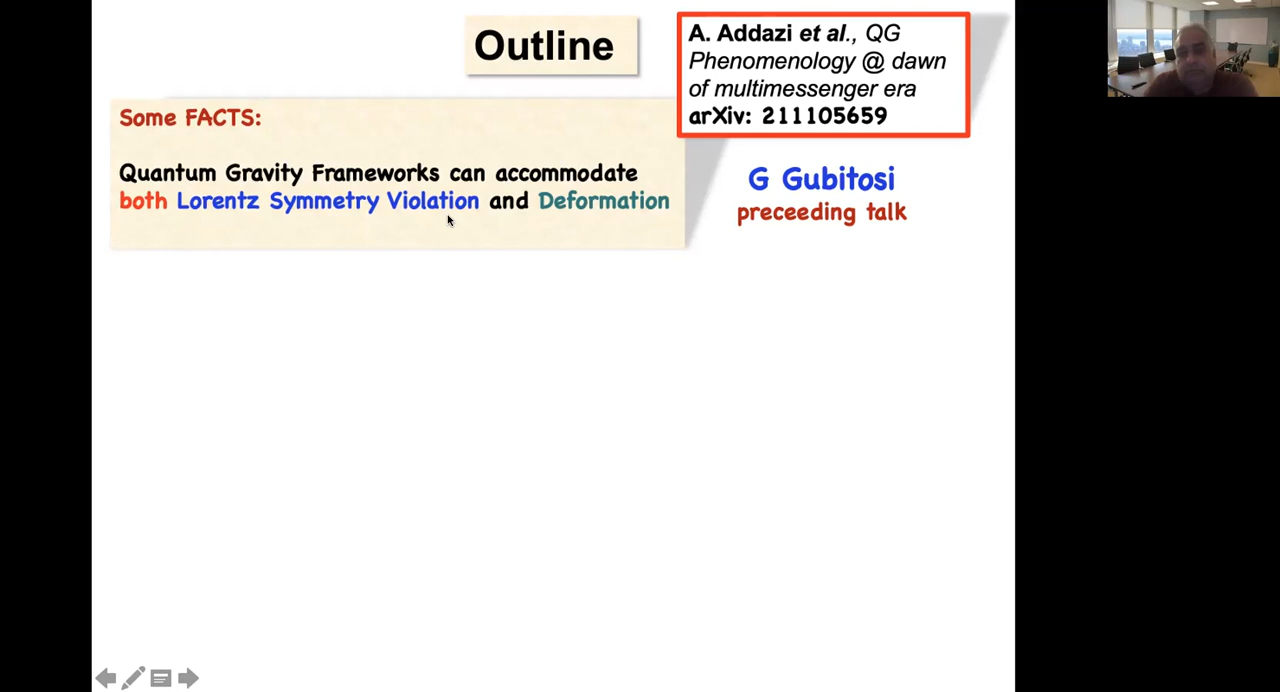 Outline
A. Addazi et al., QG
Phenomenology @ dawn
of multimessenger era
arXiv: 211105659
Some FACTS:
Quantum Gravity Frameworks can accommodate
both Lorentz Symmetry Violation and Deformation
G Gubitosi
preceeding talk